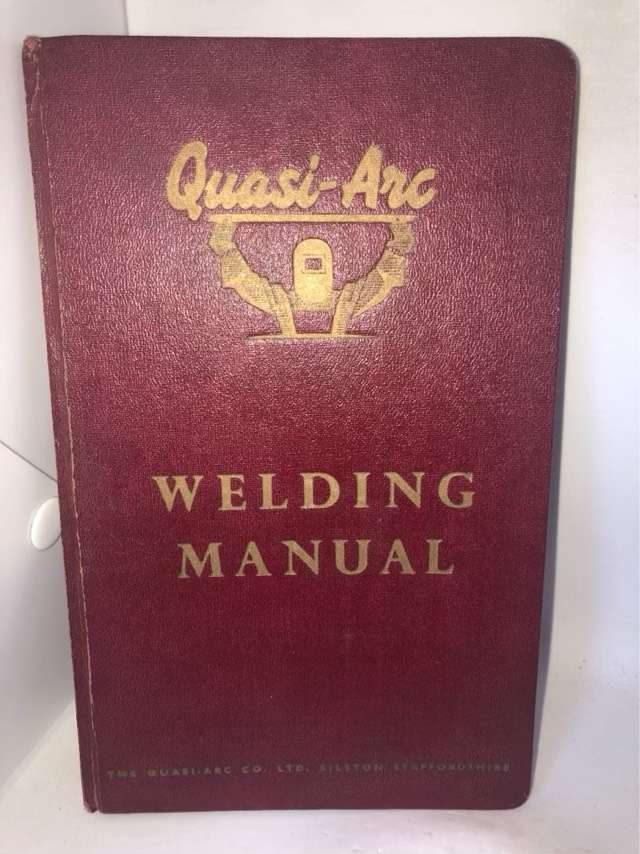 Quasi-Arc
WELDING
MANUAL
THE QUASI-ARC CO. LTD. BILSTON STAFFORDSHIRE